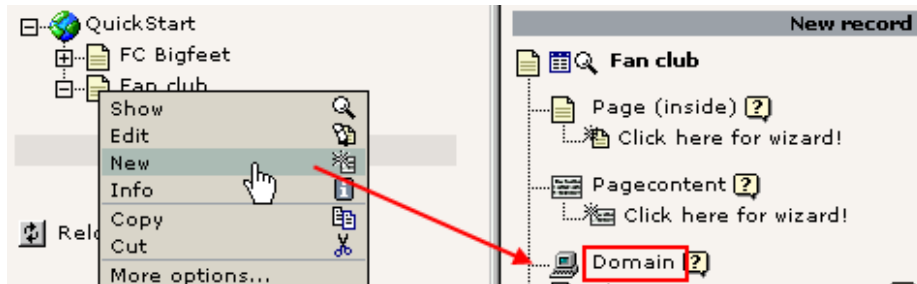 QuickStart
FC Bigfeet
Fan club
Show
Edit
New
Info
Copy
Cut
More options...
New record
Fan club
Page (inside) ?
Click here for wizard!
Pagecontent ?
Click here for wizard!
Domain ?